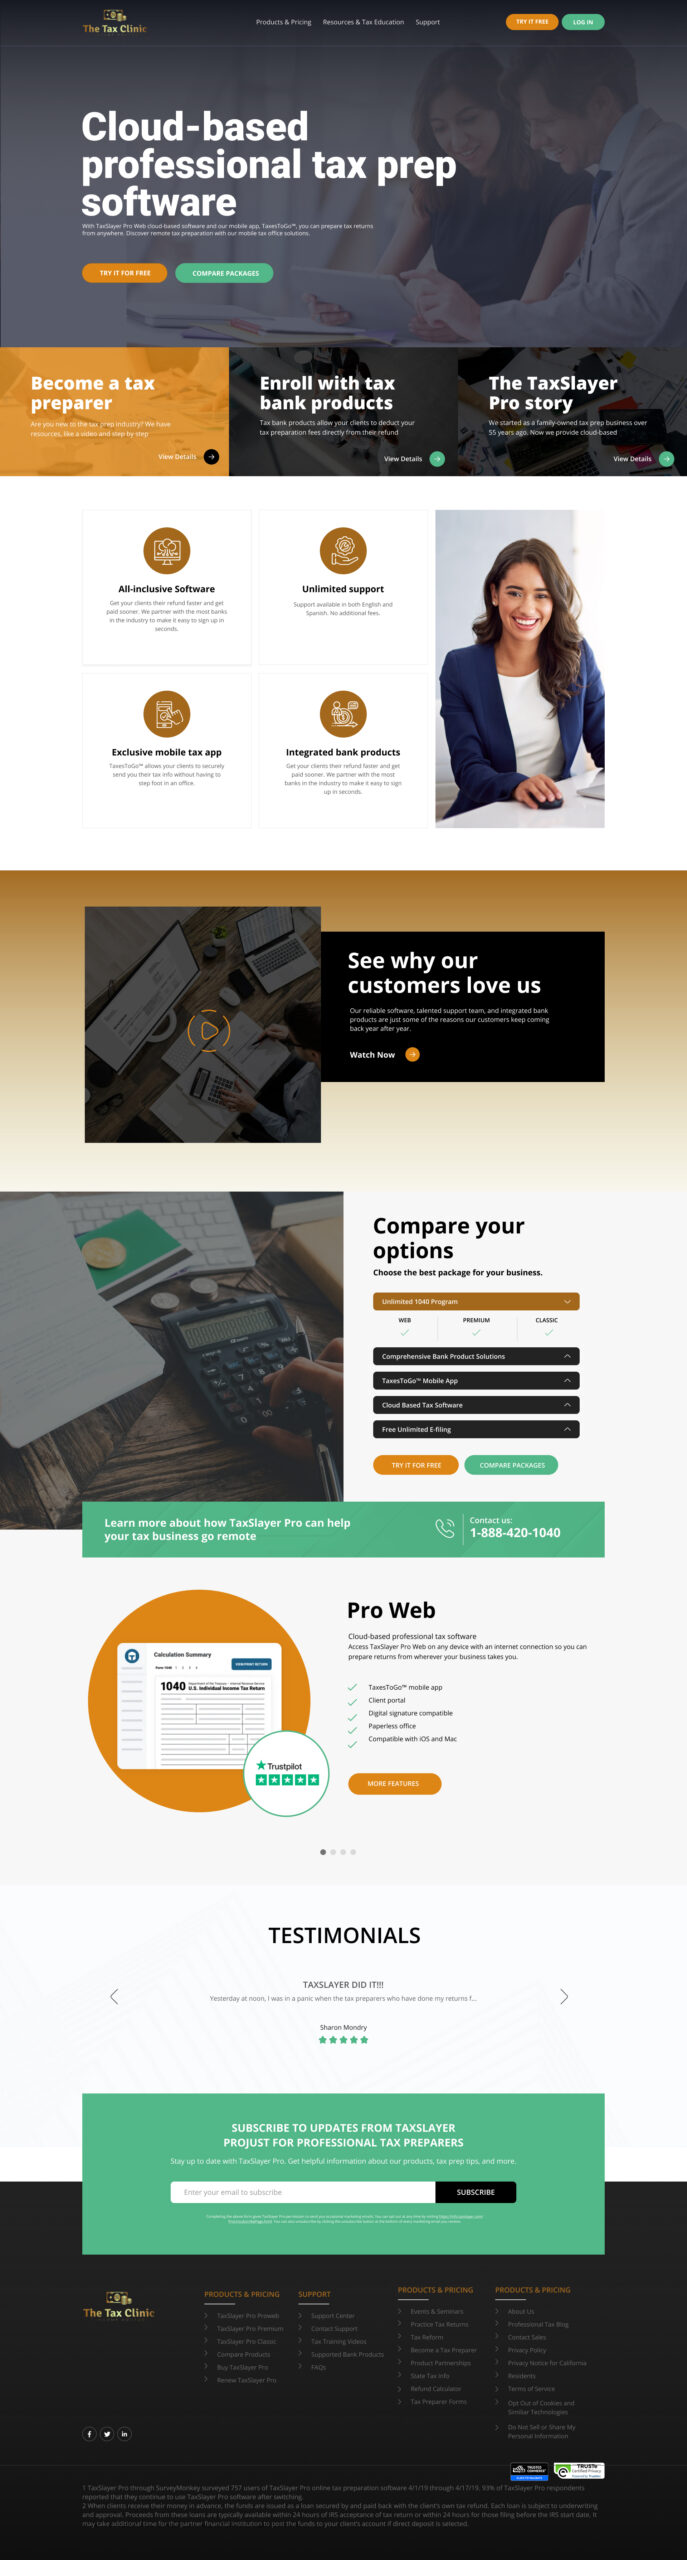 The Tax Clinic
Products & Pricing
Resources & Tax Education
Support
TRY IT FREE
LOG IN
Cloud-based
professional tax prep
software
With TaxSlayer Pro Web cloud-based software and our mobile app, TaxesToGo™, you can prepare tax returns
from anywhere. Discover remote tax preparation with our mobile tax office solutions.
TRY IT FOR FREE
COMPARE PACKAGES
Become a tax
preparer
Are you new to the tax prep industry? We have
resources, like a video and step by step
View Details
Enroll with tax
bank products
Tax bank products allow your clients to deduct your
tax preparation fees directly from their refund
View Details
The TaxSlayer
Pro story
We started as a family-owned tax prep business over
55 years ago. Now we provide cloud-based
View Details
All-inclusive Software
Get your clients their refund faster and get
paid sooner. We partner with the most banks
in the industry to make it easy to sign up in
seconds.
Unlimited support
Support available in both English and
Spanish. No additional fees.
Exclusive mobile tax app
TaxesToGo™ allows your clients to securely
send you their tax info without having to
step foot in an office.
Integrated bank products
Get your clients their refund faster and get
paid sooner. We partner with the most
banks in the industry to make it easy to sign
up in seconds.
See why our
customers love us
Our reliable software, talented support team, and integrated bank
products are just some of the reasons our customers keep coming
back year after year.
Watch Now
Compare your
options
Choose the best package for your business.
Unlimited 1040 Program
WEB
PREMIUM
CLASSIC
Comprehensive Bank Product Solutions
TaxesToGo™ Mobile App
Cloud Based Tax Software
Free Unlimited E-filing
TRY IT FOR FREE
COMPARE PACKAGES
Learn more about how TaxSlayer Pro can help
your tax business go remote
Contact us:
1-888-420-1040
Calculation Summary
Form 1040 1 2 3 4
VIEW/PRINT RETURN
1040
U.S. Individual Income Tax Return
Trustpilot
Pro Web
Cloud-based professional tax software
Access TaxSlayer Pro Web on any device with an internet connection so you can
prepare returns from wherever your business takes you.
TaxesToGo™ mobile app
Client portal
Digital signature compatible
Paperless office
Compatible with iOS and Mac
MORE FEATURES
TESTIMONIALS
TAXSLAYER DID IT!!!
Yesterday at noon, I was in a panic when the tax preparers who have done my returns f...
Sharon Mondry
SUBSCRIBE TO UPDATES FROM TAXSLAYER
PROJUST FOR PROFESSIONAL TAX PREPARERS
Stay up to date with TaxSlayer Pro. Get helpful information about our products, tax prep tips, and more.
Enter your email to subscribe
SUBSCRIBE
The Tax Clinic
PRODUCTS & PRICING
TaxSlayer Pro Proweb
TaxSlayer Pro Premium
TaxSlayer Pro Classic
Compare Products
Buy TaxSlayer Pro
Renew TaxSlayer Pro
SUPPORT
Support Center
Contact Support
Tax Training Videos
Supported Bank Products
FAQs
PRODUCTS & PRICING
Events & Seminars
Practice Tax Returns
Tax Reform
Become a Tax Preparer
Product Partnerships
State Tax Info
Refund Calculator
Tax Preparer Forms
PRODUCTS & PRICING
About Us
Professional Tax Blog
Contact Sales
Privacy Policy
Privacy Notice for California
Residents
Terms of Service
Opt Out of Cookies and
Similiar Technologies
Do Not Sell or Share My
Personal Information
TRUSTe
Certified Privacy
1 TaxSlayer Pro through SurveyMonkey surveyed 757 users of TaxSlayer Pro online tax preparation software 4/1/19 through 4/17/19. 93% of TaxSlayer Pro respondents
reported that they continue to use TaxSlayer Pro software after switching.
2 When clients receive their money in advance, the funds are issued as a loan secured by and paid back with the client's own tax refund. Each loan is subject to underwriting
and approval. Proceeds from these loans are typically available within 24 hours of IRS acceptance of tax return or within 24 hours for those filing before the IRS start date. It
may take additional time for the partner financial institution to post the funds to your client's account if direct deposit is selected.